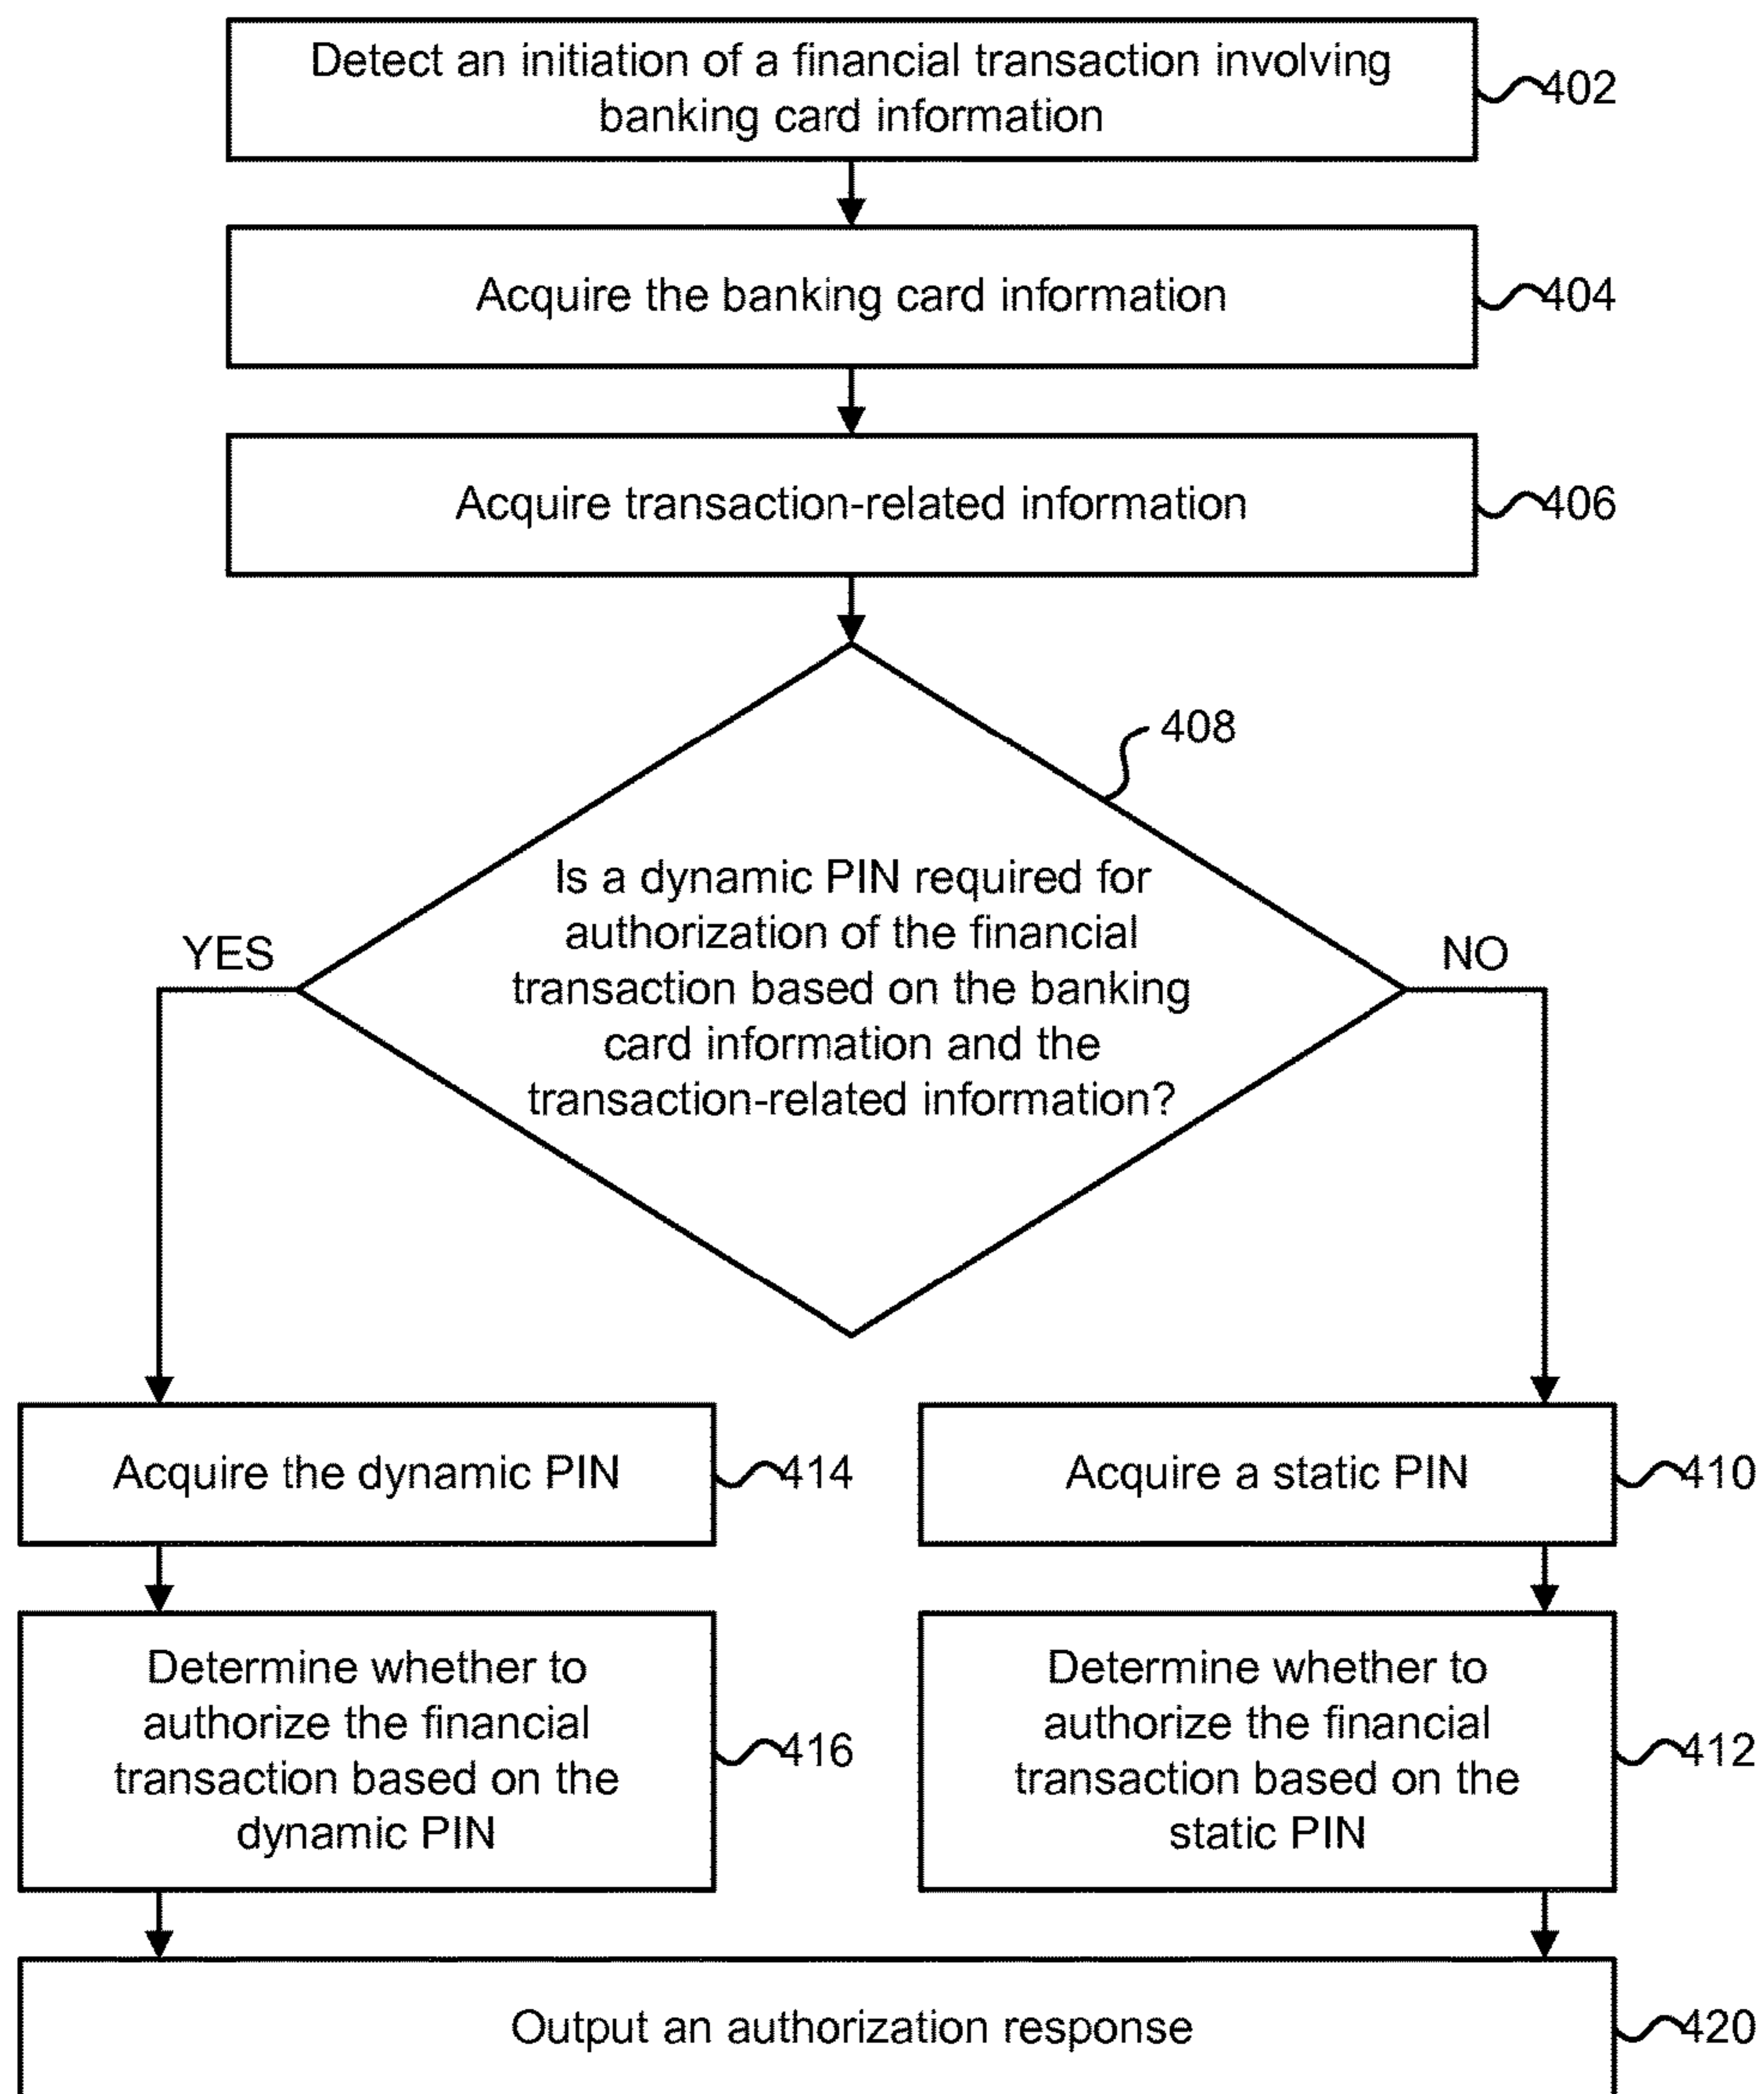 Detect an initiation of a financial transaction involving
banking card information
402
Acquire the banking card information
404
Acquire transaction-related information
406
408
Is a dynamic PIN required for
authorization of the financial
transaction based on the banking
card information and the
transaction-related information?
YES
NO
Acquire the dynamic PIN
414
Acquire a static PIN
410
Determine whether to
authorize the financial
transaction based on the
dynamic PIN
416
Determine whether to
authorize the financial
transaction based on the
static PIN
412
Output an authorization response
420